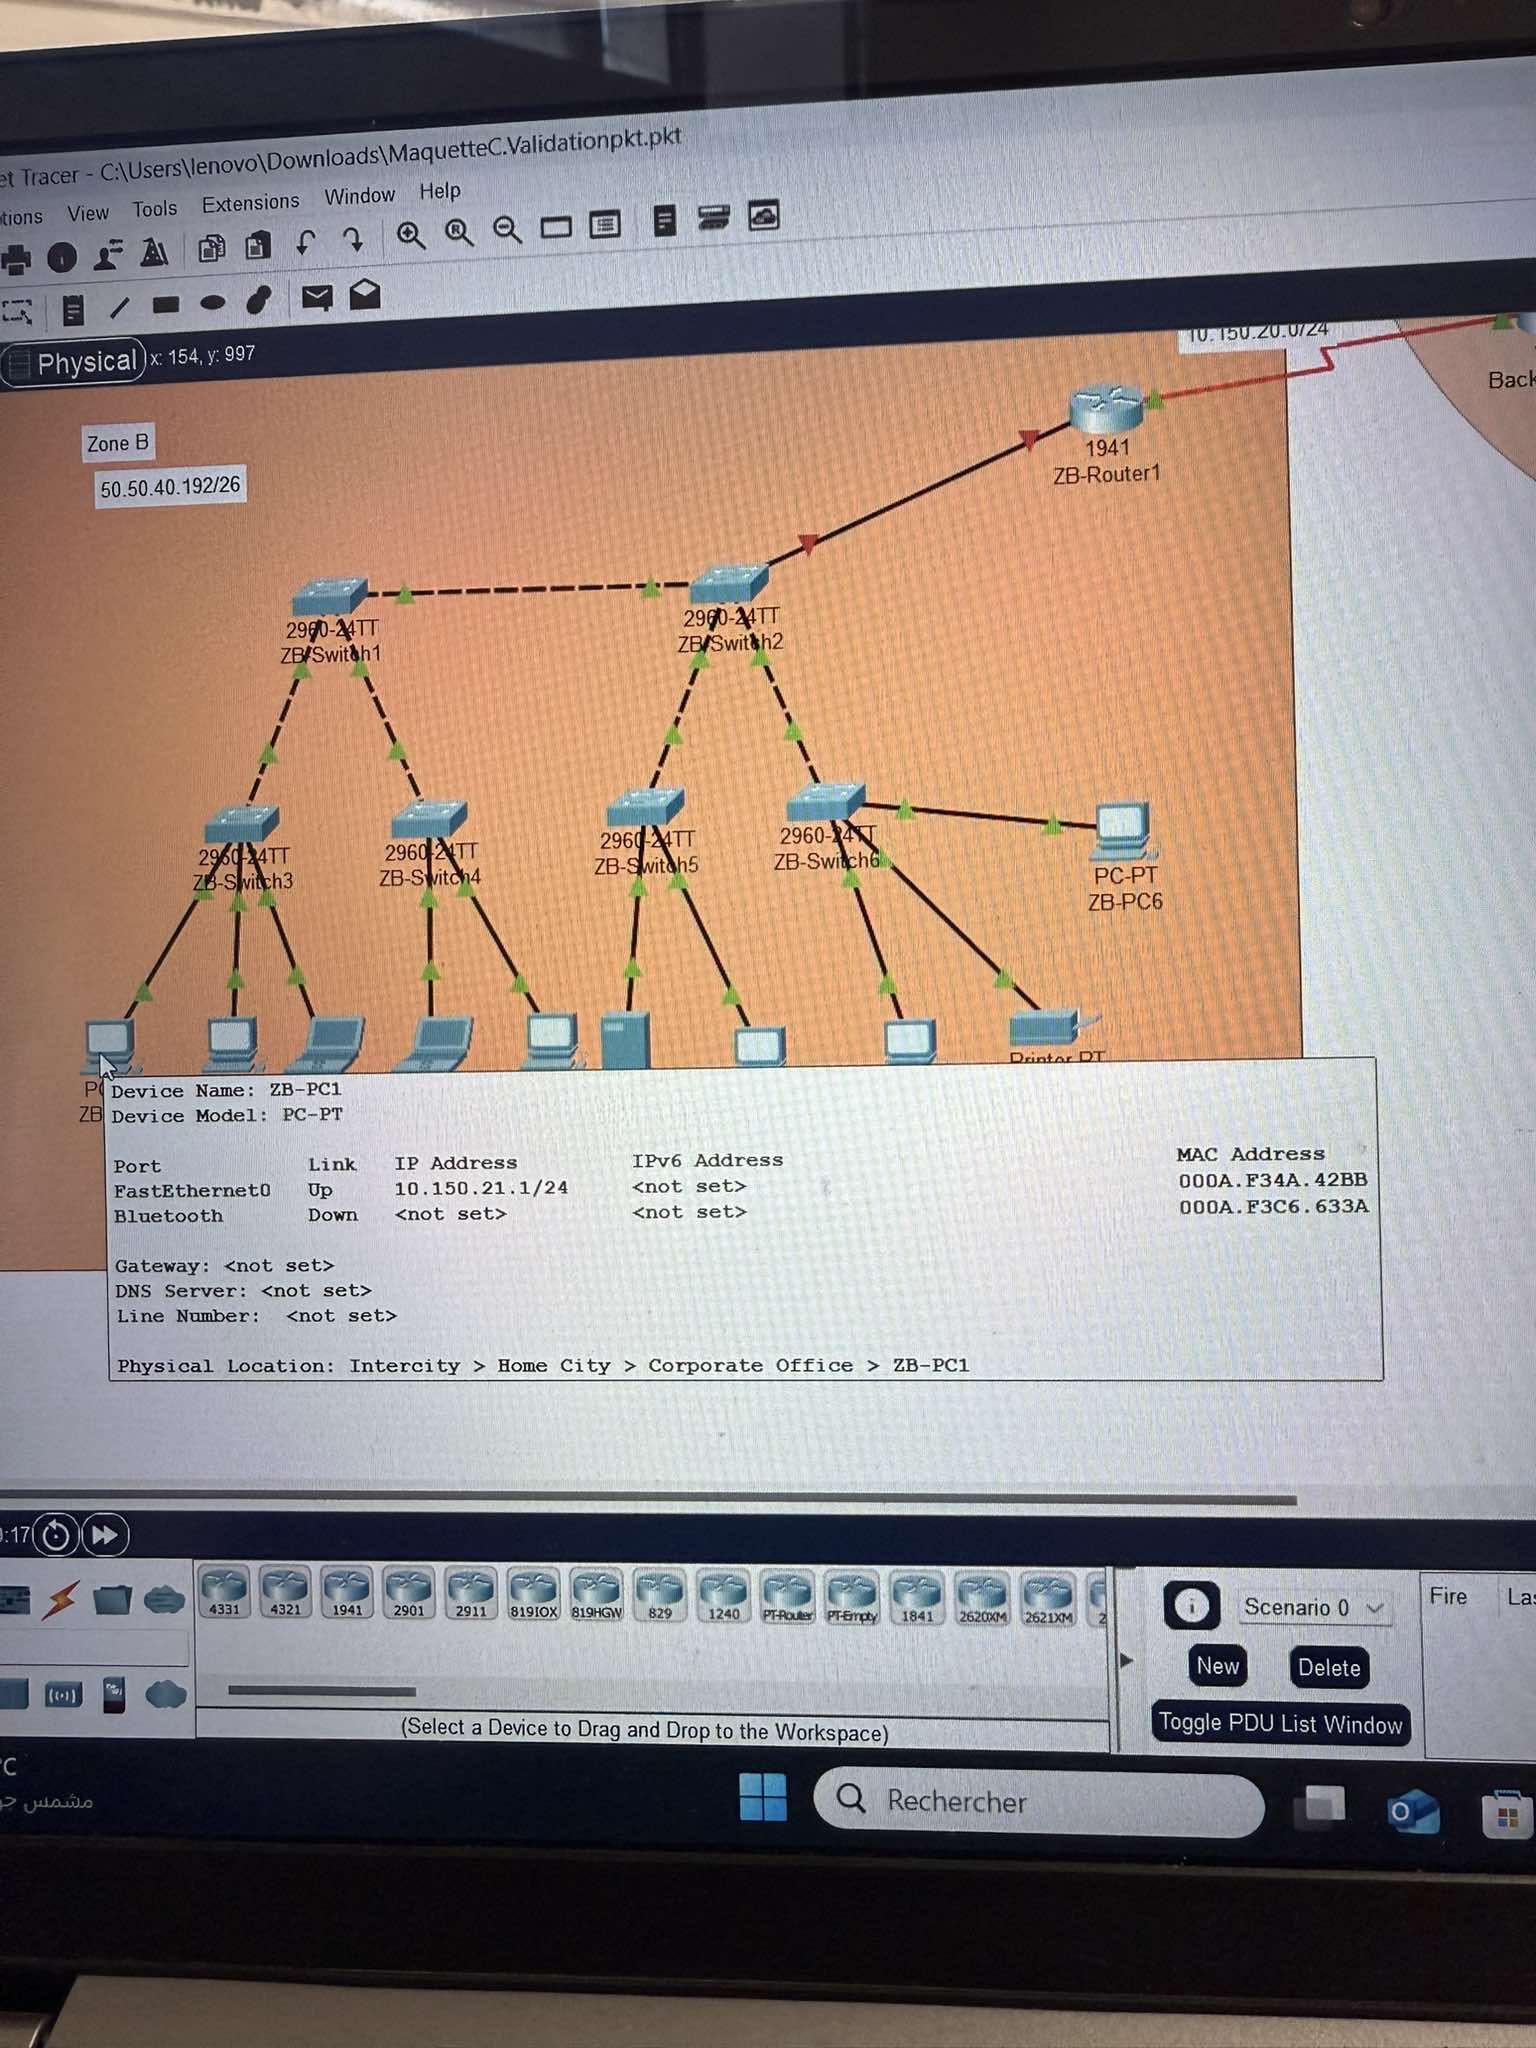 et Tracer - C:\Users\lenovo\Downloads\MaquetteC.Validationpkt.pkt
tions View Tools Extensions Window Help
Physical x: 154, y: 997
10.150.20.0/24
Back
Zone B
50.50.40.192/26
1941
ZB-Router1
2960-24TT
ZB-Switch1
2960-24TT
ZB-Switch2
2960-24TT
ZB-Switch3
2960-24TT
ZB-Switch4
2960-24TT
ZB-Switch5
2960-24TT
ZB-Switch6
PC-PT
ZB-PC6
Printer PT
P
ZB
Device Name: ZB-PC1
Device Model: PC-PT
Port Link IP Address IPv6 Address MAC Address
FastEthernet0 Up 10.150.21.1/24 <not set> 000A.F34A.42BB
Bluetooth Down <not set> <not set> 000A.F3C6.633A
Gateway: <not set>
DNS Server: <not set>
Line Number: <not set>
Physical Location: Intercity > Home City > Corporate Office > ZB-PC1
:17
4331 4321 1941 2901 2911 819IOX 819HGW 829 1240 PT-Router PT-Empty 1841 2620XM 2621XM 2
(Select a Device to Drag and Drop to the Workspace)
Scenario 0
New Delete
Toggle PDU List Window
Fire Las
C
مشمس
Rechercher